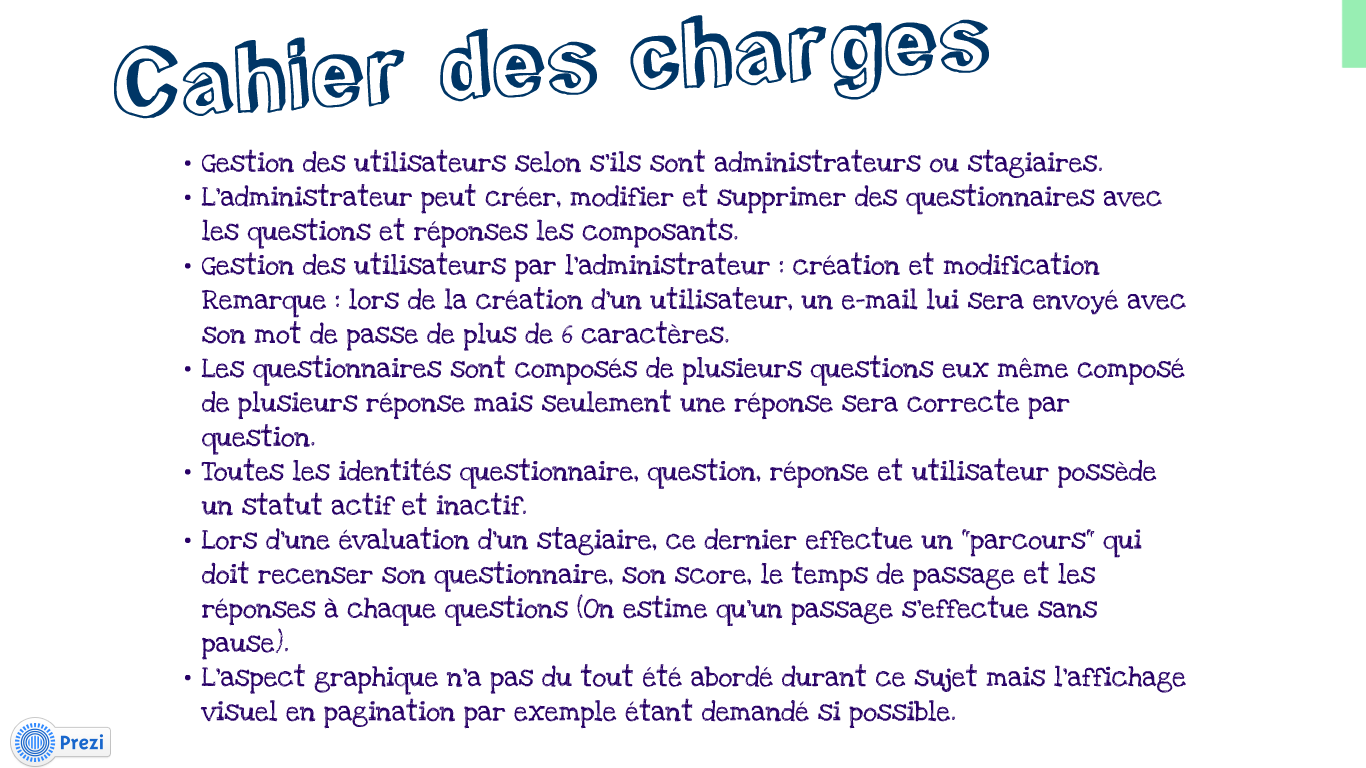 Cahier des charges
• Gestion des utilisateurs selon s'ils sont administrateurs ou stagiaires.
• L'administrateur peut créer, modifier et supprimer des questionnaires avec
les questions et réponses les composants.
• Gestion des utilisateurs par l'administrateur : création et modification
Remarque : lors de la création d'un utilisateur, un e-mail lui sera envoyé avec
son mot de passe de plus de 6 caractères.
• Les questionnaires sont composés de plusieurs questions eux même composé
de plusieurs réponse mais seulement une réponse sera correcte par
question.
• Toutes les identités questionnaire, question, réponse et utilisateur possède
un statut actif et inactif.
• Lors d'une évaluation d'un stagiaire, ce dernier effectue un "parcours" qui
doit recenser son questionnaire, son score, le temps de passage et les
réponses à chaque questions (On estime qu'un passage s'effectue sans
pause).
• L'aspect graphique n'a pas du tout été abordé durant ce sujet mais l'affichage
visuel en pagination par exemple étant demandé si possible.
Prezi